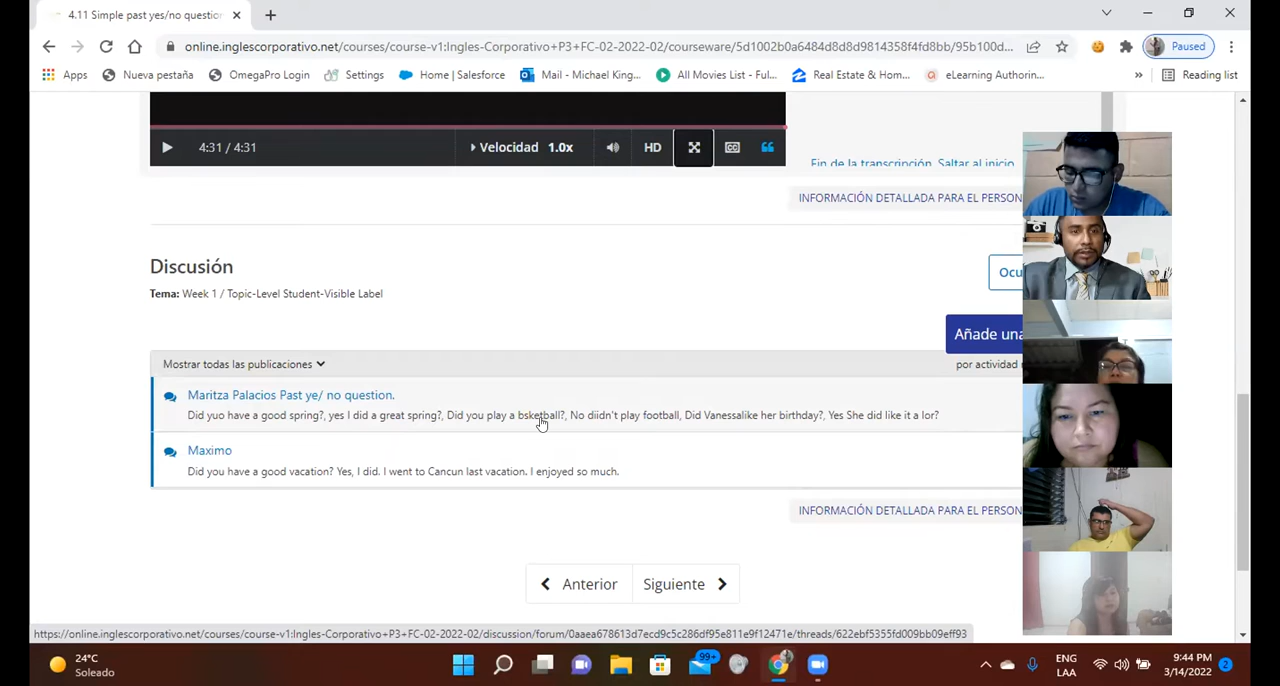 4.11 Simple past yes/no question
online.inglescorporativo.net/courses/course-v1:Ingles-Corporativo+P3+FC-02-2022-02/courseware/5d1002b0a6484d8d8d9814358f4fd8bb/95b100d...
Paused
Apps Nueva pestaña OmegaPro Login Settings Home | Salesforce Mail - Michael King... All Movies List - Ful... Real Estate & Hom... eLearning Authorin... » Reading list
4:31 / 4:31 Velocidad 1.0x HD CC
Fin de la transcripción. Saltar al inicio.
INFORMACIÓN DETALLADA PARA EL PERSON
Discusión
Ocu
Tema: Week 1 / Topic-Level Student-Visible Label
Añade una
Mostrar todas las publicaciones
por actividad
Maritza Palacios Past ye/ no question.
Did yuo have a good spring?, yes I did a great spring?, Did you play a bsketball?, No diidn't play football, Did Vanessalike her birthday?, Yes She did like it a lor?
Maximo
Did you have a good vacation? Yes, I did. I went to Cancun last vacation. I enjoyed so much.
INFORMACIÓN DETALLADA PARA EL PERSON
Anterior Siguiente
https://online.inglescorporativo.net/courses/course-v1:Ingles-Corporativo+P3+FC-02-2022-02/discussion/forum/0aaea678613d7ecd9c5c286df95e811e9f12471e/threads/622ebf5355fd009bb09eff93
24°C
Soleado
99+
ENG
LAA
9:44 PM
3/14/2022
2